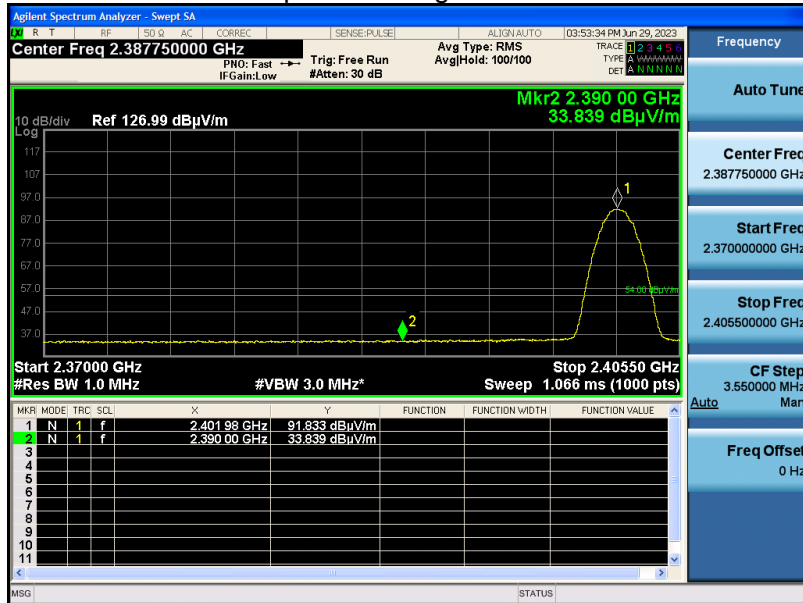 Agilent Spectrum Analyzer - Swept SA
LXI R T RF 50 Ω AC CORREC SENSE:PULSE ALIGN AUTO 03:53:34 PM Jun 29, 2023
Center Freq 2.387750000 GHz
PNO: Fast
IFGain:Low
Trig: Free Run
#Atten: 30 dB
Avg Type: RMS
Avg|Hold: 100/100
TRACE 1 2 3 4 5 6
TYPE A WWWWW
DET A N N N N N
Mkr2 2.390 00 GHz
33.839 dBµV/m
10 dB/div Ref 126.99 dBµV/m
Log
117
107
97.0
87.0
77.0
67.0
57.0
47.0
37.0
1
2
54.00 dBµV/m
Start 2.37000 GHz Stop 2.40550 GHz
#Res BW 1.0 MHz #VBW 3.0 MHz* Sweep 1.066 ms (1000 pts)
MKR MODE TRC SCL X Y FUNCTION FUNCTION WIDTH FUNCTION VALUE
1 N 1 f 2.401 98 GHz 91.833 dBµV/m
2 N 1 f 2.390 00 GHz 33.839 dBµV/m
3
4
5
6
7
8
9
10
11
MSG STATUS
Frequency
Auto Tune
Center Freq
2.387750000 GHz
Start Freq
2.370000000 GHz
Stop Freq
2.405500000 GHz
CF Step
3.550000 MHz
Auto Man
Freq Offset
0 Hz